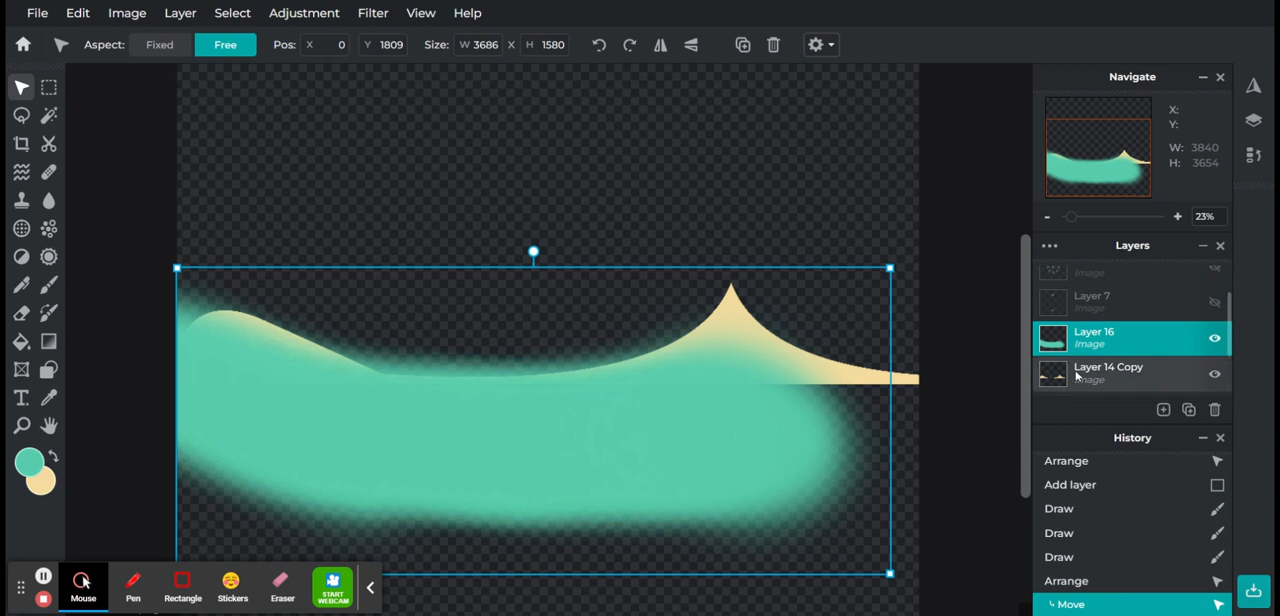 File Edit Image Layer Select Adjustment Filter View Help
Aspect: Fixed Free Pos: X 0 Y 1809 Size: W 3686 X H 1580
Navigate
X:
Y:
W: 3840
H: 3654
- + 23%
Layers
Image
Layer 7
Image
Layer 16
Image
Layer 14 Copy
Image
History
Arrange
Add layer
Draw
Draw
Draw
Arrange
Move
T
Mouse Pen Rectangle Stickers Eraser START WEBCAM